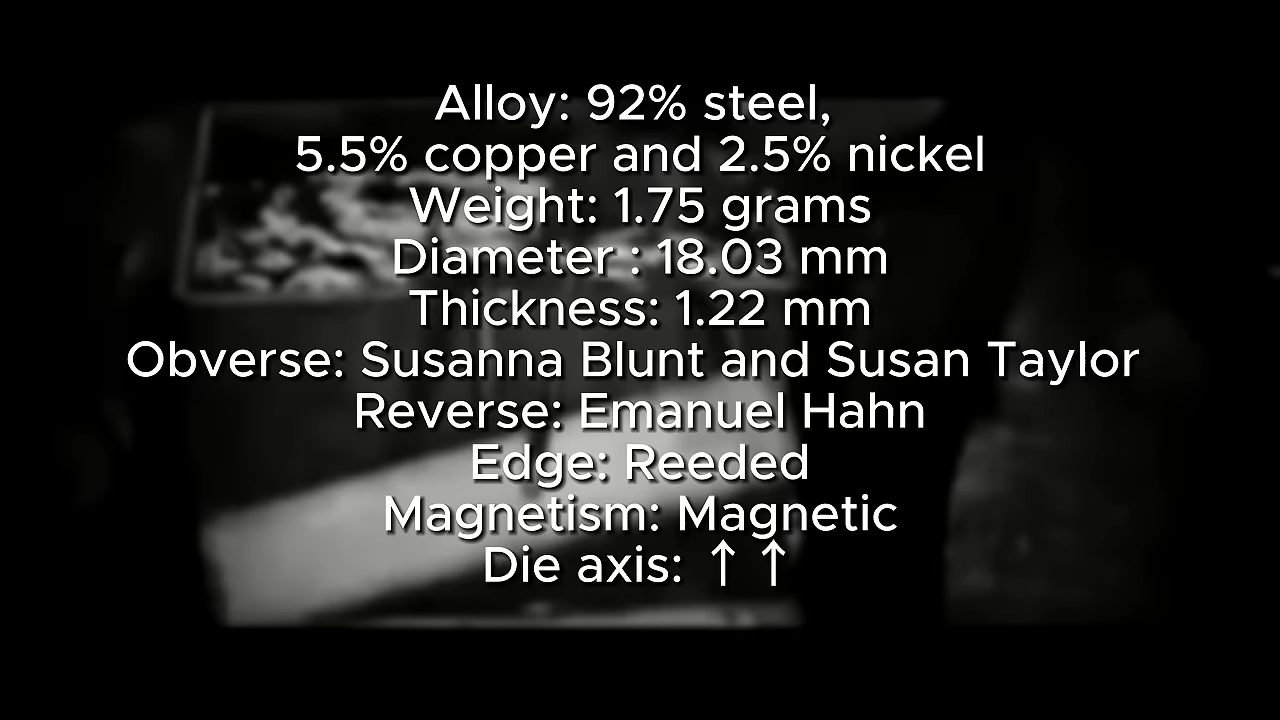 Alloy: 92% steel,
5.5% copper and 2.5% nickel
Weight: 1.75 grams
Diameter : 18.03 mm
Thickness: 1.22 mm
Obverse: Susanna Blunt and Susan Taylor
Reverse: Emanuel Hahn
Edge: Reeded
Magnetism: Magnetic
Die axis: ↑ ↑